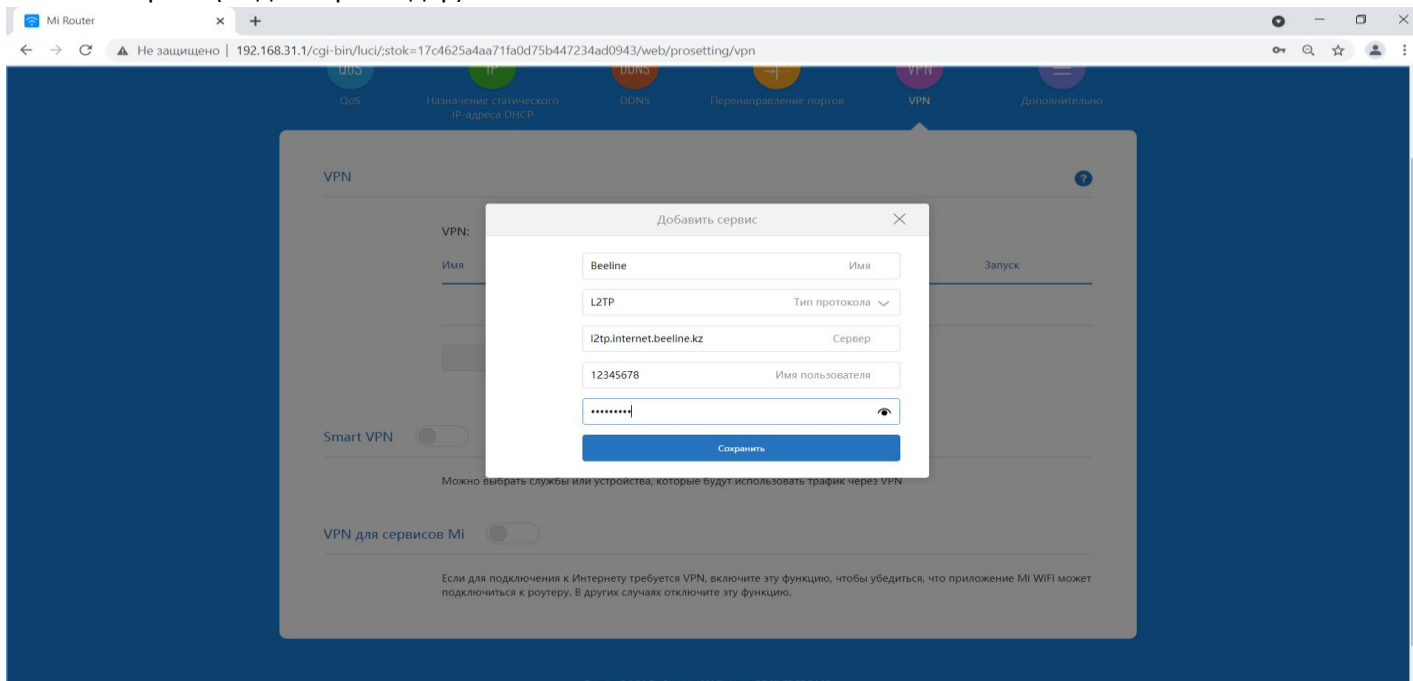 Mi Router
Не защищено | 192.168.31.1/cgi-bin/luci/;stok=17c4625a4aa71fa0d75b447234ad0943/web/prosetting/vpn
QoS IP DDNS VPN
QoS Назначение статического DDNS Перенаправление портов VPN Дополнительно
IP-адреса DHCP
VPN
?
Добавить сервис
VPN:
Имя Запуск
Beeline Имя
L2TP Тип протокола
l2tp.internet.beeline.kz Сервер
12345678 Имя пользователя
•••••••••
Сохранить
Smart VPN
Можно выбрать службы или устройства, которые будут использовать трафик через VPN
VPN для сервисов Mi
Если для подключения к Интернету требуется VPN, включите эту функцию, чтобы убедиться, что приложение Mi WiFi может
подключиться к роутеру. В других случаях отключите эту функцию.